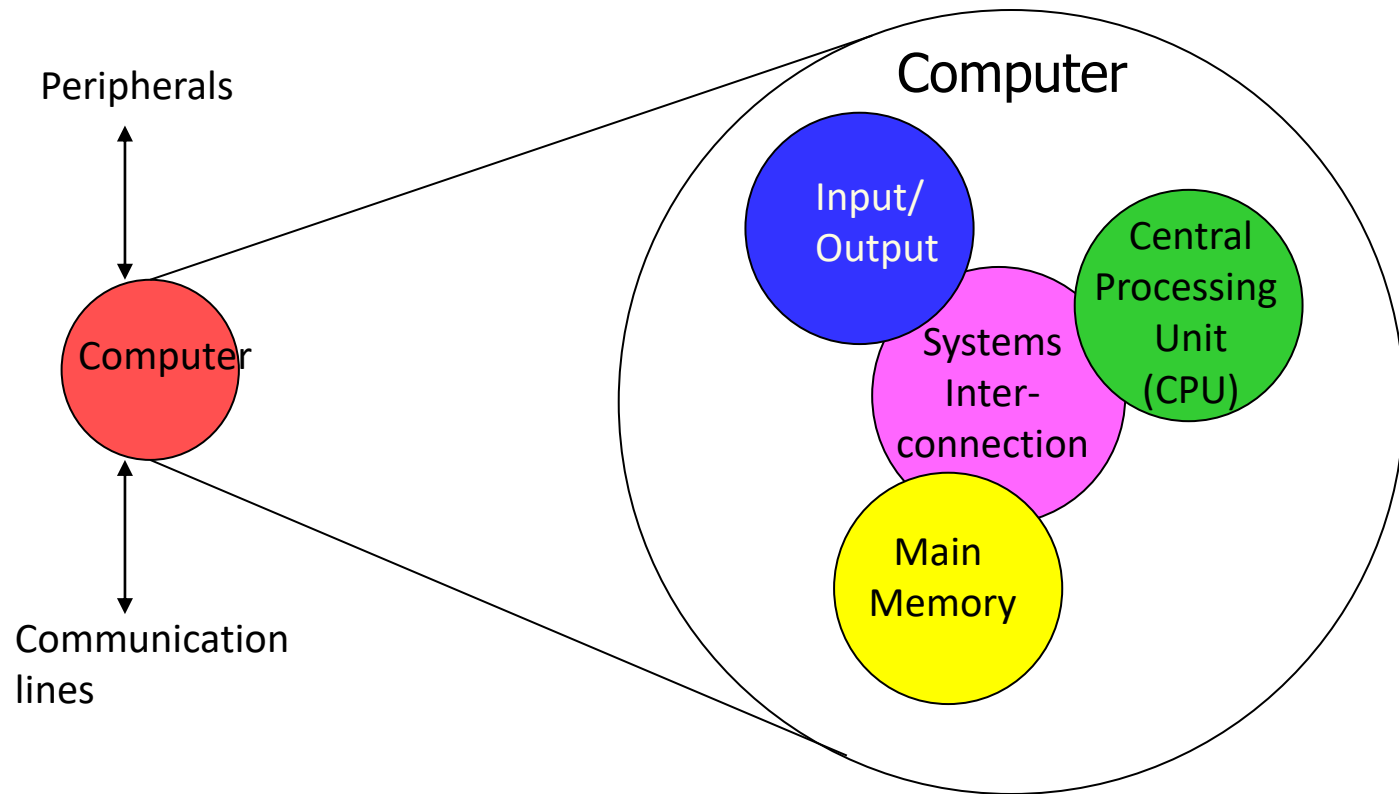 Peripherals
Computer
Communication
lines
Computer
Input/
Output
Central
Processing
Unit
(CPU)
Systems
Inter-
connection
Main
Memory